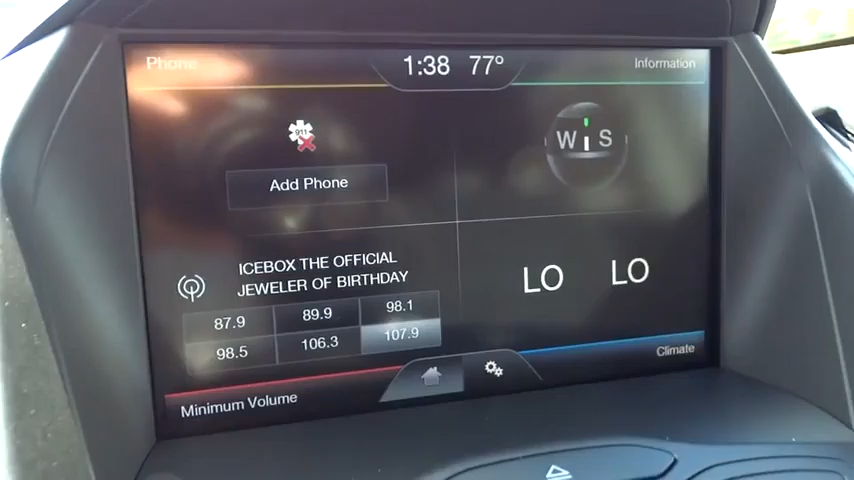 Phone
1:38 77°
Information
911
Add Phone
W S
ICEBOX THE OFFICIAL
JEWELER OF BIRTHDAY
87.9 89.9 98.1
98.5 106.3 107.9
LO LO
Minimum Volume
Climate